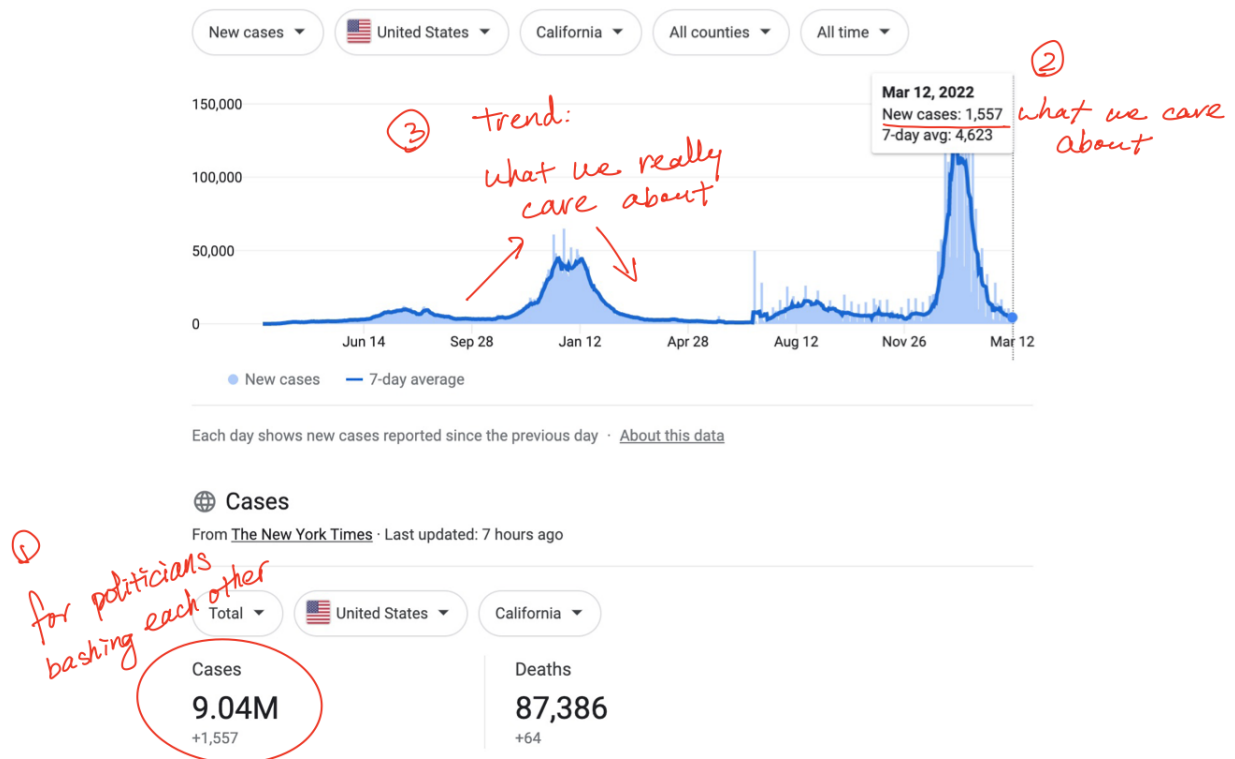 New cases United States California All counties All time
②
Mar 12, 2022
New cases: 1,557
7-day avg: 4,623
what we care
about
③ trend:
what we really
care about
150,000
100,000
50,000
0
Jun 14 Sep 28 Jan 12 Apr 28 Aug 12 Nov 26 Mar 12
New cases 7-day average
Each day shows new cases reported since the previous day · About this data
Cases
From The New York Times · Last updated: 7 hours ago
①
for politicians
bashing each other
Total United States California
Cases Deaths
9.04M 87,386
+1,557 +64